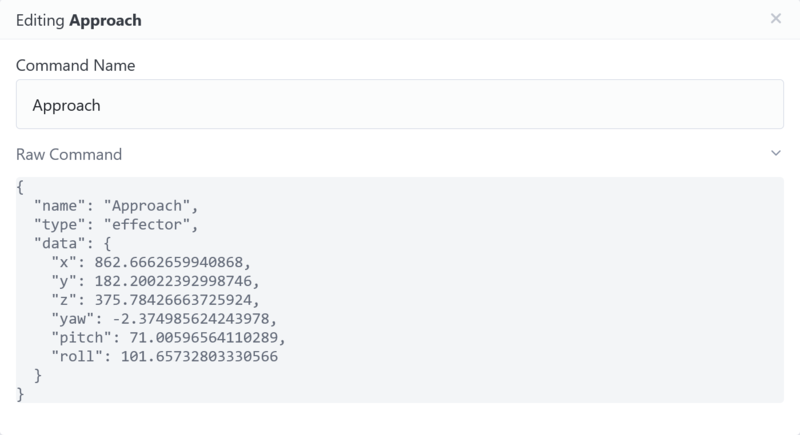 Editing Approach
Command Name
Approach
Raw Command
{
  "name": "Approach",
  "type": "effector",
  "data": {
    "x": 862.6662659940868,
    "y": 182.20022392998746,
    "z": 375.78426663725924,
    "yaw": -2.374985624243978,
    "pitch": 71.00596564110289,
    "roll": 101.65732803330566
  }
}